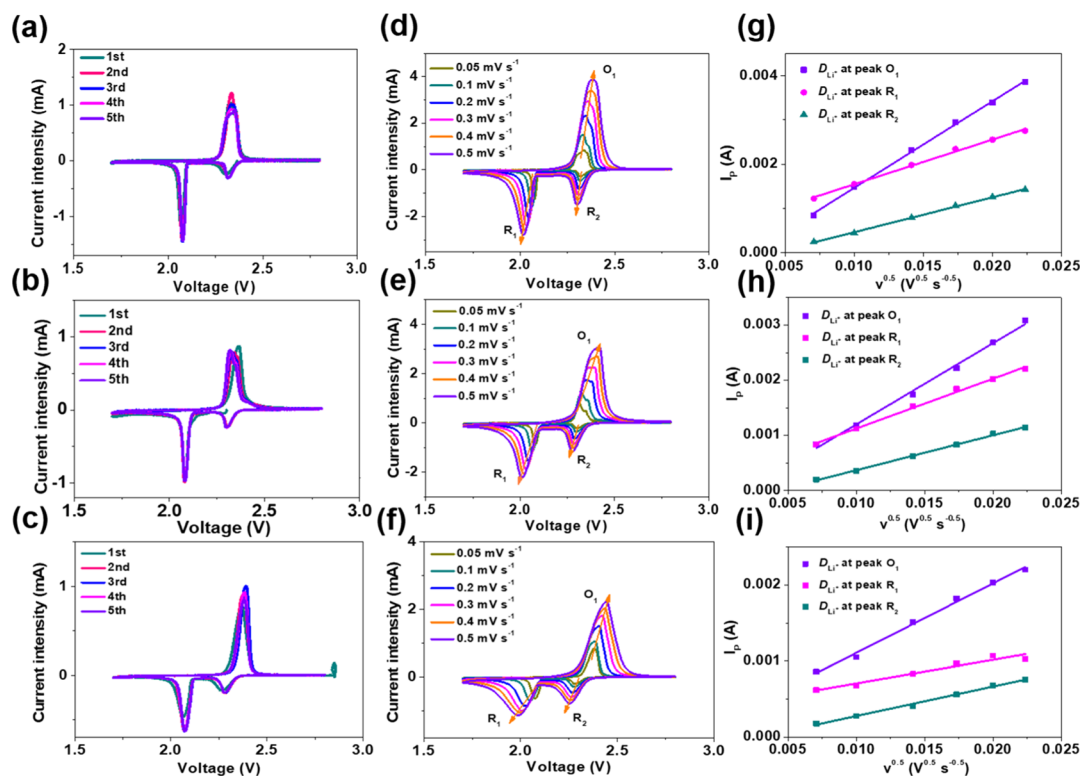 (a)
2
1
0
-1
Current intensity (mA)
1st
2nd
3rd
4th
5th
1.5
2.0
2.5
3.0
Voltage (V)
(d)
4
2
0
-2
Current intensity (mA)
0.05 mV s-1
0.1 mV s-1
0.2 mV s-1
0.3 mV s-1
0.4 mV s-1
0.5 mV s-1
O1
R1
R2
1.5
2.0
2.5
3.0
Voltage (V)
(g)
0.004
0.002
0.000
Ip (A)
DLi+ at peak O1
DLi+ at peak R1
DLi+ at peak R2
0.005
0.010
0.015
0.020
0.025
v0.5 (V0.5 s-0.5)
(b)
1
0
-1
Current intensity (mA)
1st
2nd
3rd
4th
5th
1.5
2.0
2.5
3.0
Voltage (V)
(e)
4
2
0
-2
Current intensity (mA)
0.05 mV s-1
0.1 mV s-1
0.2 mV s-1
0.3 mV s-1
0.4 mV s-1
0.5 mV s-1
O1
R1
R2
1.5
2.0
2.5
3.0
Voltage (V)
(h)
0.003
0.002
0.001
0.000
Ip (A)
DLi+ at peak O1
DLi+ at peak R1
DLi+ at peak R2
0.005
0.010
0.015
0.020
0.025
v0.5 (V0.5 s-0.5)
(c)
1
0
-1
Current intensity (mA)
1st
2nd
3rd
4th
5th
1.5
2.0
2.5
3.0
Voltage (V)
(f)
4
2
0
-2
Current intensity (mA)
0.05 mV s-1
0.1 mV s-1
0.2 mV s-1
0.3 mV s-1
0.4 mV s-1
0.5 mV s-1
O1
R1
R2
1.5
2.0
2.5
3.0
Voltage (V)
(i)
0.002
0.001
0.000
Ip (A)
DLi+ at peak O1
DLi+ at peak R1
DLi+ at peak R2
0.005
0.010
0.015
0.020
0.025
v0.5 (V0.5 s-0.5)